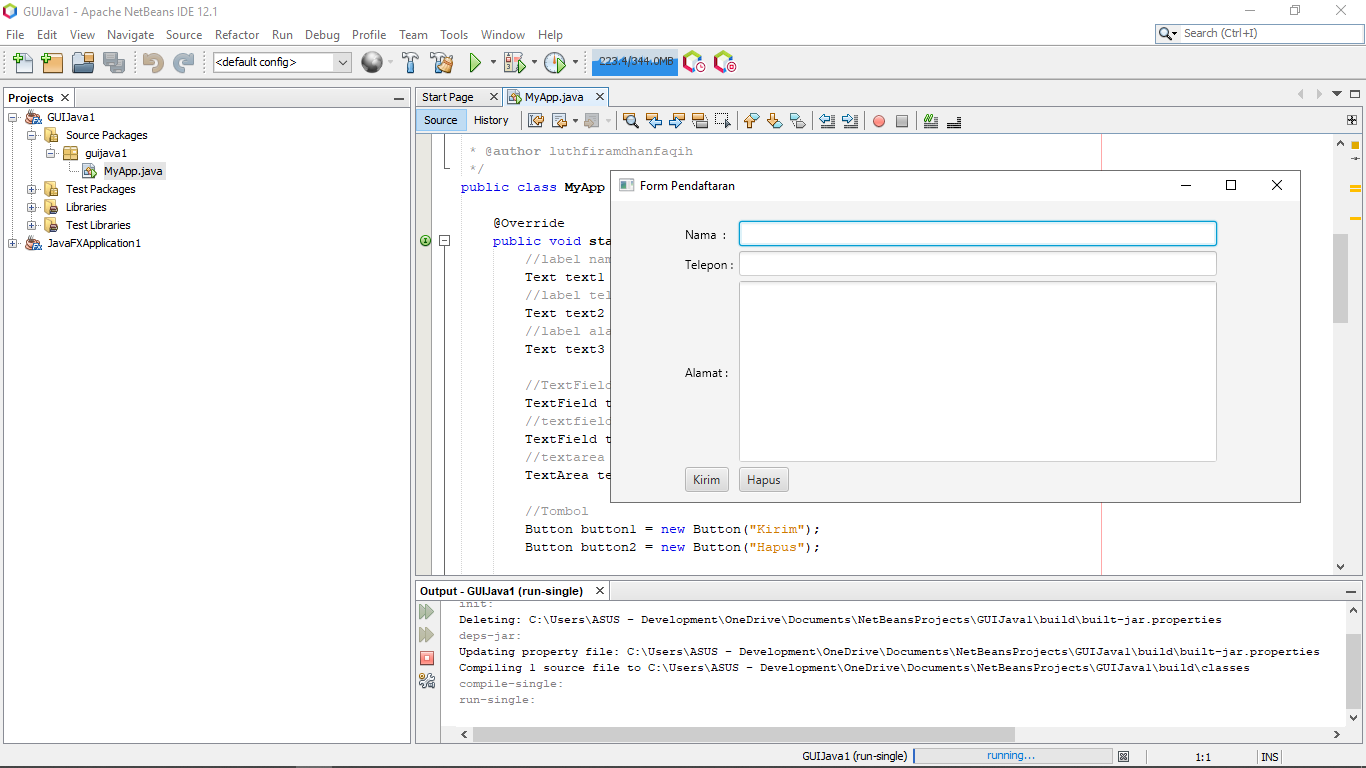 GUIJava1 - Apache NetBeans IDE 12.1
File Edit View Navigate Source Refactor Run Debug Profile Team Tools Window Help
Search (Ctrl+I)
<default config>
223.4/344.0MB
Projects
GUIJava1
Source Packages
guijava1
MyApp.java
Test Packages
Libraries
Test Libraries
JavaFXApplication1
Start Page
MyApp.java
Source History
* @author luthfiramdhanfaqih
*/
public class MyApp
@Override
public void sta
//label nam
Text text1
//label tel
Text text2
//label ala
Text text3
//TextField
TextField t
//textfield
TextField t
//textarea
TextArea te
//Tombol
Button button1 = new Button("Kirim");
Button button2 = new Button("Hapus");
Form Pendaftaran
Nama :
Telepon :
Alamat :
Kirim Hapus
Output - GUIJava1 (run-single)
init:
Deleting: C:\Users\ASUS - Development\OneDrive\Documents\NetBeansProjects\GUIJava1\build\built-jar.properties
deps-jar:
Updating property file: C:\Users\ASUS - Development\OneDrive\Documents\NetBeansProjects\GUIJava1\build\built-jar.properties
Compiling 1 source file to C:\Users\ASUS - Development\OneDrive\Documents\NetBeansProjects\GUIJava1\build\classes
compile-single:
run-single:
GUIJava1 (run-single) running... 1:1 INS